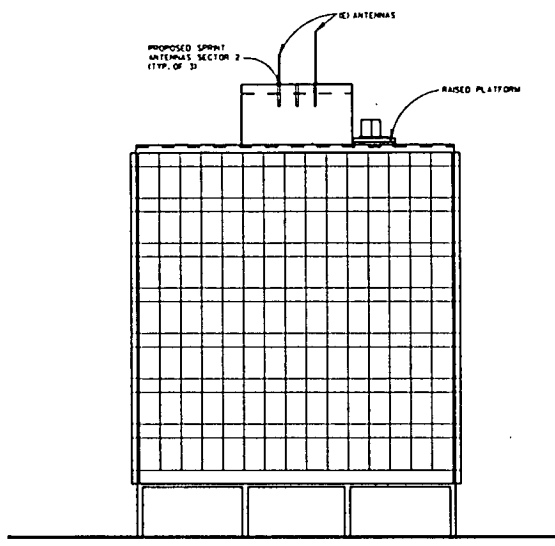 (E) ANTENNAS
PROPOSED SPRINT
ANTENNAS SECTOR 2
(TYP. OF 3)
RAISED PLATFORM